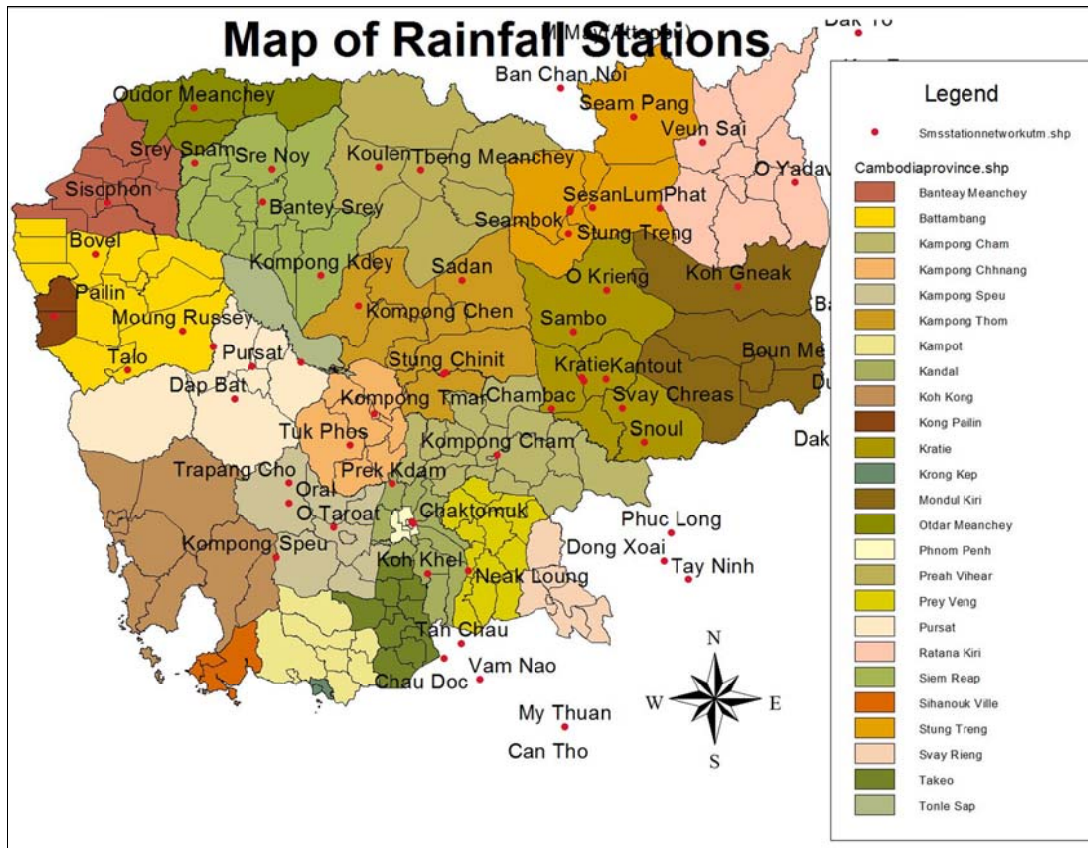 Map of Rainfall Stations
Dak To
Ban Chan Noi
Oudor Meanchey
Seam Pang
Veun Sai
Srey Snam
Sre Noy
Koulen
Tbeng Meanchey
O Yadav
Sisophon
Bantey Srey
Sesan
LumPhat
Seambok
Stung Treng
Bovel
Kompong Kdey
Sadan
O Krieng
Koh Gneak
Pailin
Moung Russey
Kompong Chen
Sambo
Talo
Pursat
Stung Chinit
Kratie
Kantout
Boun Me
Dap Bat
Kompong Tmar
Chambac
Svay Chreas
Tuk Phos
Kompong Cham
Snoul
Dak
Trapang Cho
Prek Kdam
Oral
O Taroat
Chaktomuk
Phuc Long
Kompong Speu
Koh Khel
Neak Loung
Dong Xoai
Tay Ninh
Tan Chau
Chau Doc
Vam Nao
My Thuan
Can Tho
N
W
E
S
Legend
Smsstationnetworkutm.shp
Cambodiaprovince.shp
Banteay Meanchey
Battambang
Kampong Cham
Kampong Chhnang
Kampong Speu
Kampong Thom
Kampot
Kandal
Koh Kong
Kong Pailin
Kratie
Krong Kep
Mondul Kiri
Otdar Meanchey
Phnom Penh
Preah Vihear
Prey Veng
Pursat
Ratana Kiri
Siem Reap
Sihanouk Ville
Stung Treng
Svay Rieng
Takeo
Tonle Sap